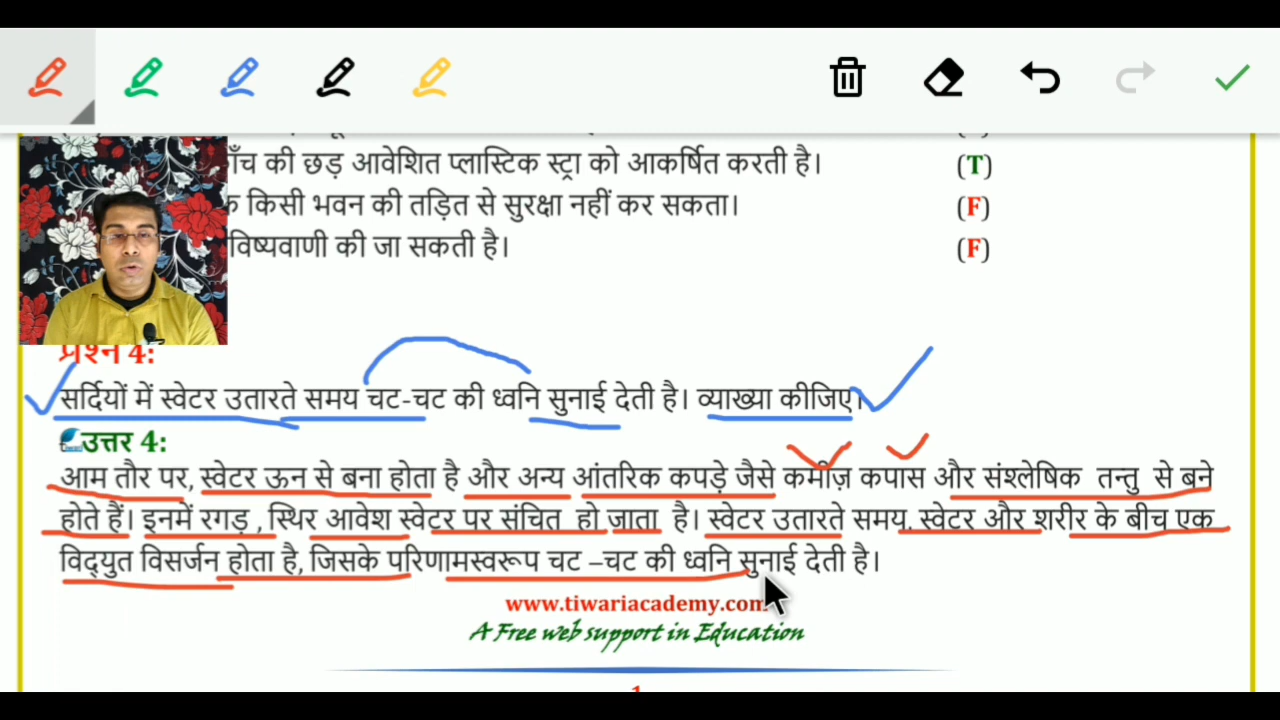 ाँच की छड़ आवेशित प्लास्टिक स्ट्रा को आकर्षित करती है। (T)
क किसी भवन की तड़ित से सुरक्षा नहीं कर सकता। (F)
विष्यवाणी की जा सकती है। (F)
प्रश्न 4:
सर्दियों में स्वेटर उतारते समय चट-चट की ध्वनि सुनाई देती है। व्याख्या कीजिए।
उत्तर 4:
आम तौर पर, स्वेटर ऊन से बना होता है और अन्य आंतरिक कपड़े जैसे कमीज़ कपास और संश्लेषिक तन्तु से बने
होते हैं। इनमें रगड़ , स्थिर आवेश स्वेटर पर संचित हो जाता है। स्वेटर उतारते समय, स्वेटर और शरीर के बीच एक
विद्युत विसर्जन होता है, जिसके परिणामस्वरूप चट –चट की ध्वनि सुनाई देती है।
www.tiwariacademy.com
A Free web support in Education